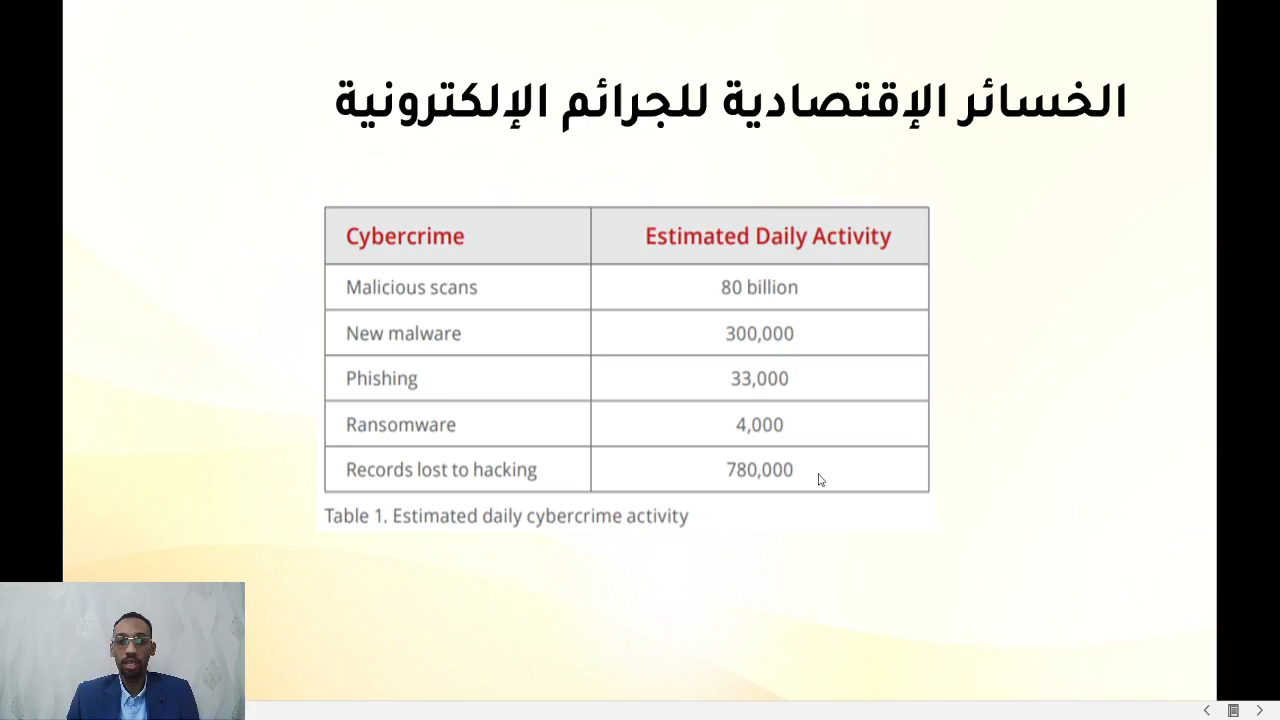 الخسائر الإقتصادية للجرائم الإلكترونية
Cybercrime Estimated Daily Activity
Malicious scans 80 billion
New malware 300,000
Phishing 33,000
Ransomware 4,000
Records lost to hacking 780,000
Table 1. Estimated daily cybercrime activity